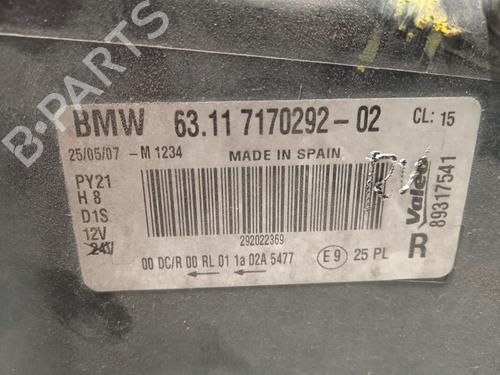 B-PARTS
BMW 63.11 7170292-02 CL: 15
25/05/07 -M 1234 MADE IN SPAIN
PY21
H 8
D1S
12V
24V
292022369
00 DC/R 00 RL 01 1a 02A 5477
E9 25 PL
Valeo
89317541
R